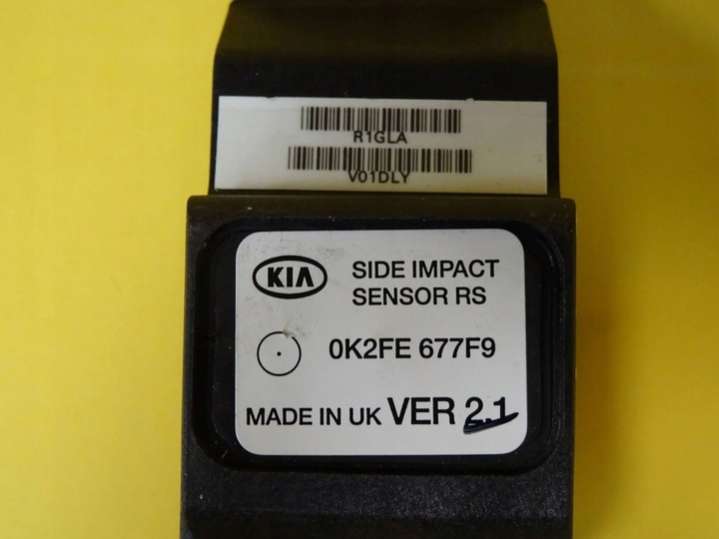 R1GLA
V01DLY
KIA
SIDE IMPACT
SENSOR RS
0K2FE 677F9
MADE IN UK VER 2.1